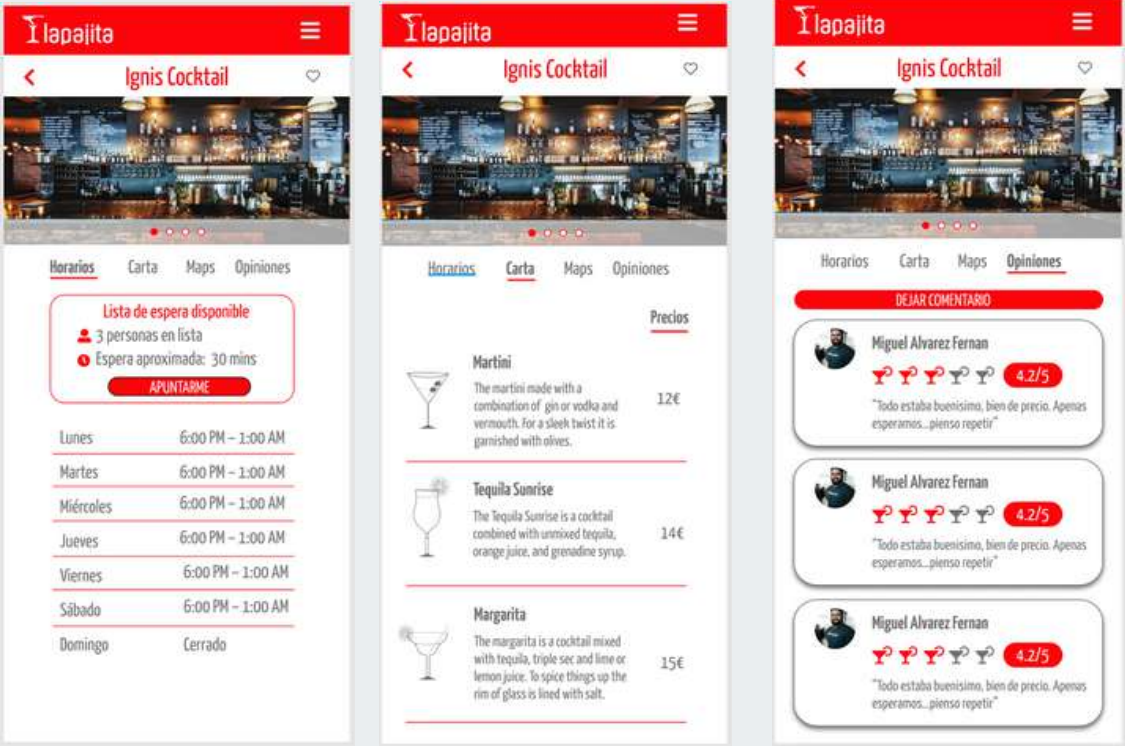 lapajita
Ignis Cocktail
Horarios Carta Maps Opiniones
Lista de espera disponible
3 personas en lista
Espera aproximada: 30 mins
APUNTARME
Lunes 6:00 PM – 1:00 AM
Martes 6:00 PM – 1:00 AM
Miércoles 6:00 PM – 1:00 AM
Jueves 6:00 PM – 1:00 AM
Viernes 6:00 PM – 1:00 AM
Sábado 6:00 PM – 1:00 AM
Domingo Cerrado
lapajita
Ignis Cocktail
Horarios Carta Maps Opiniones
Precios
Martini
The martini made with a
combination of gin or vodka and
vermouth. For a sleek twist it is
garnished with olives.
12€
Tequila Sunrise
The Tequila Sunrise is a cocktail
combined with unmixed tequila,
orange juice, and grenadine syrup.
14€
Margarita
The margarita is a cocktail mixed
with tequila, triple sec and lime or
lemon juice. To spice things up the
rim of glass is lined with salt.
15€
lapajita
Ignis Cocktail
Horarios Carta Maps Opiniones
DEJAR COMENTARIO
Miguel Alvarez Fernan
4.2/5
"Todo estaba buenisimo, bien de precio. Apenas
esperamos...pienso repetir"
Miguel Alvarez Fernan
4.2/5
"Todo estaba buenisimo, bien de precio. Apenas
esperamos...pienso repetir"
Miguel Alvarez Fernan
4.2/5
"Todo estaba buenisimo, bien de precio. Apenas
esperamos...pienso repetir"